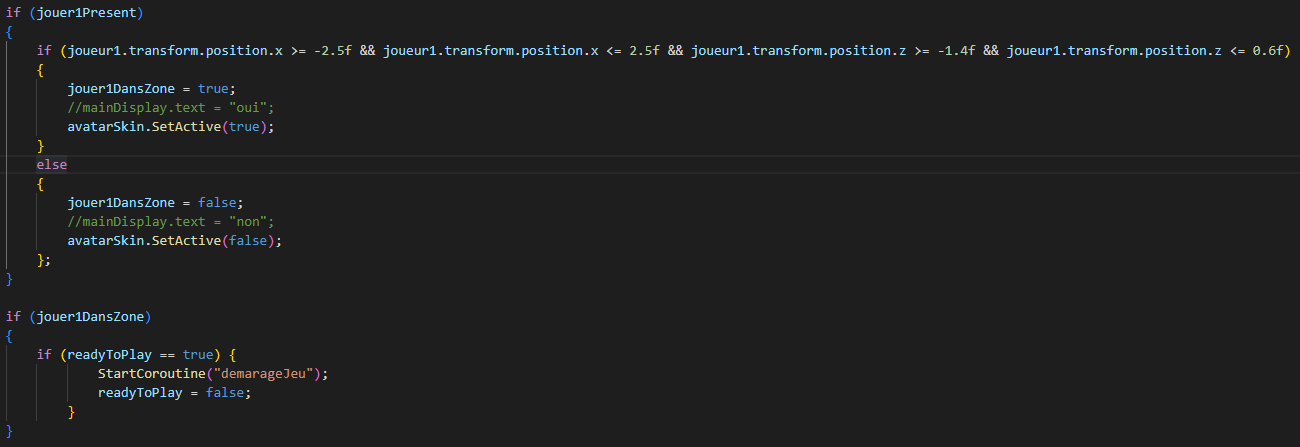 if (jouer1Present)
{
    if (joueur1.transform.position.x >= -2.5f && joueur1.transform.position.x <= 2.5f && joueur1.transform.position.z >= -1.4f && joueur1.transform.position.z <= 0.6f)
    {
        jouer1DansZone = true;
        //mainDisplay.text = "oui";
        avatarSkin.SetActive(true);
    }
    else
    {
        jouer1DansZone = false;
        //mainDisplay.text = "non";
        avatarSkin.SetActive(false);
    };
}

if (jouer1DansZone)
{
    if (readyToPlay == true) {
            StartCoroutine("demarageJeu");
            readyToPlay = false;
        }
}